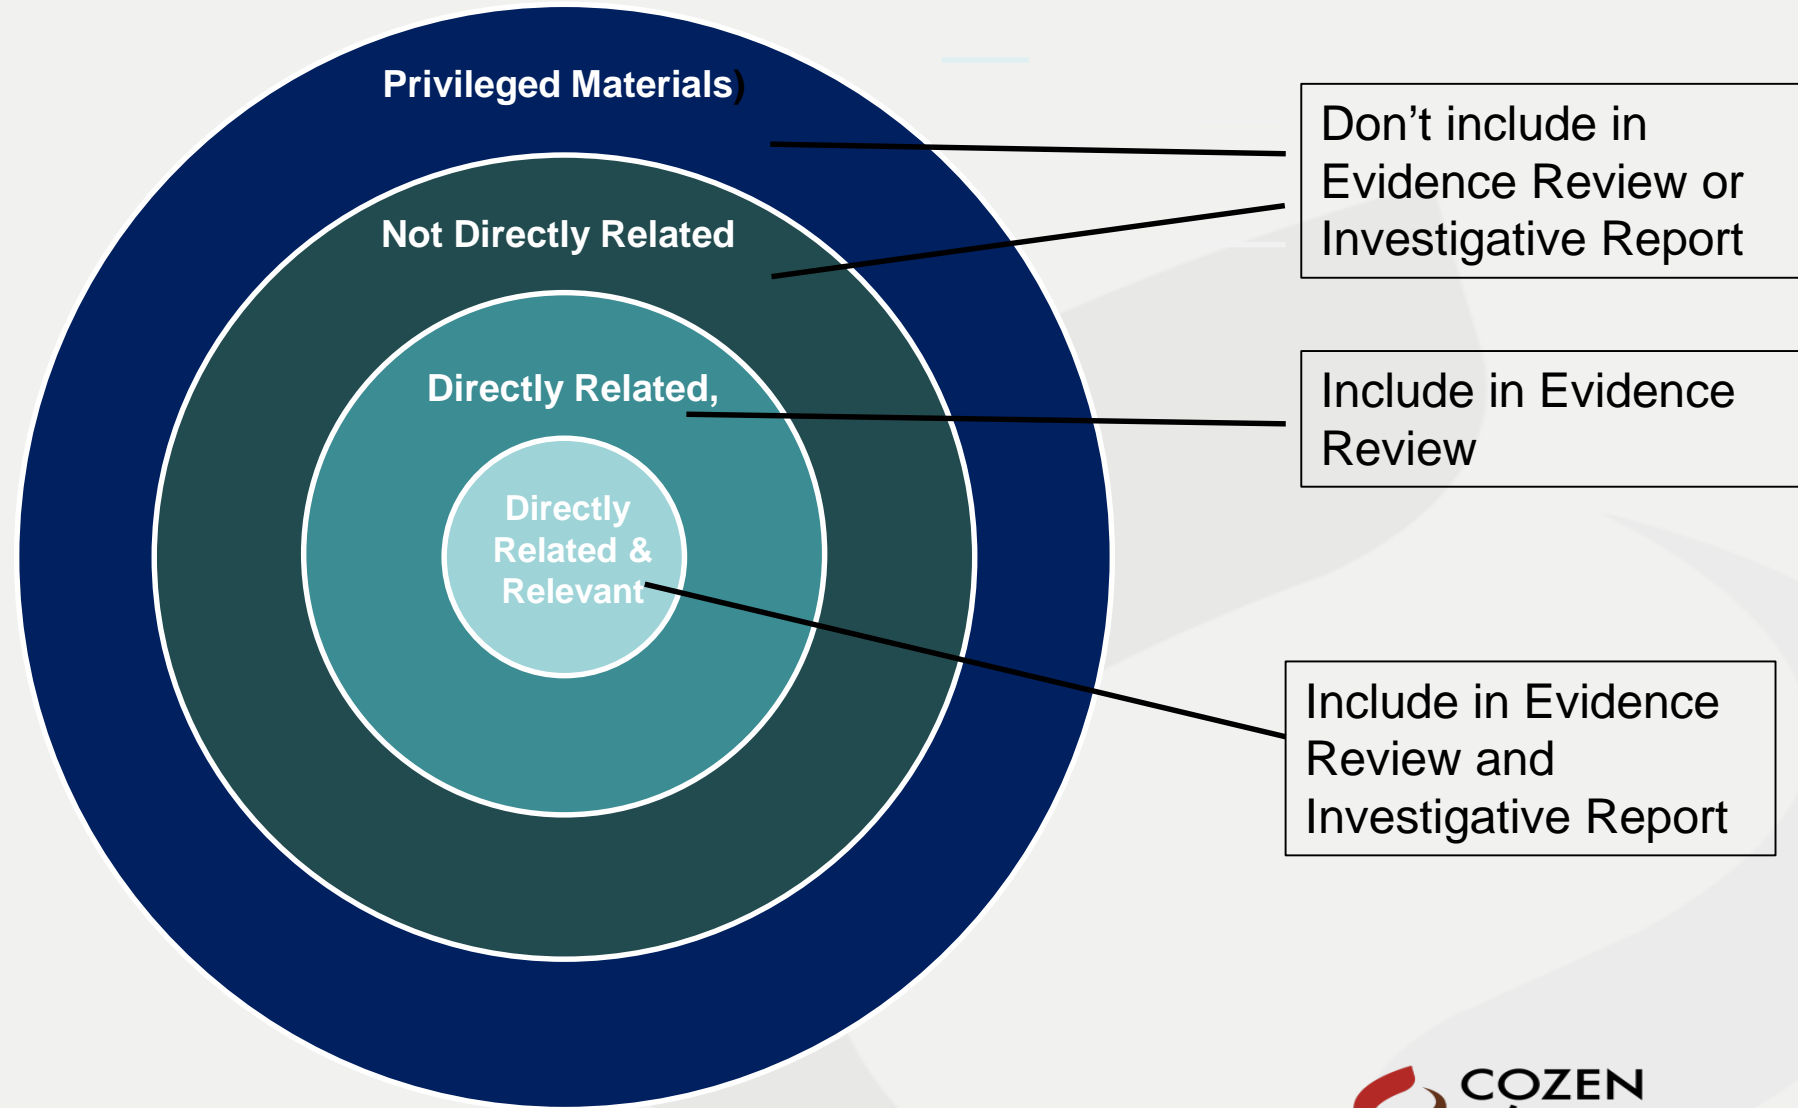 Privileged Materials)
Not Directly Related
Directly Related,
Directly
Related &
Relevant
Don’t include in
Evidence Review or
Investigative Report
Include in Evidence
Review
Include in Evidence
Review and
Investigative Report
COZEN